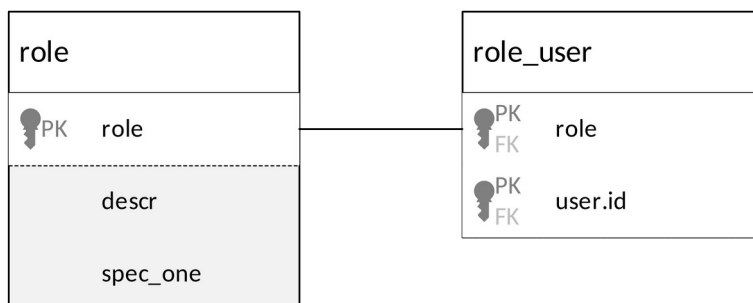 role
PK role
descr
spec_one
role_user
PK
FK
role
PK
FK
user.id